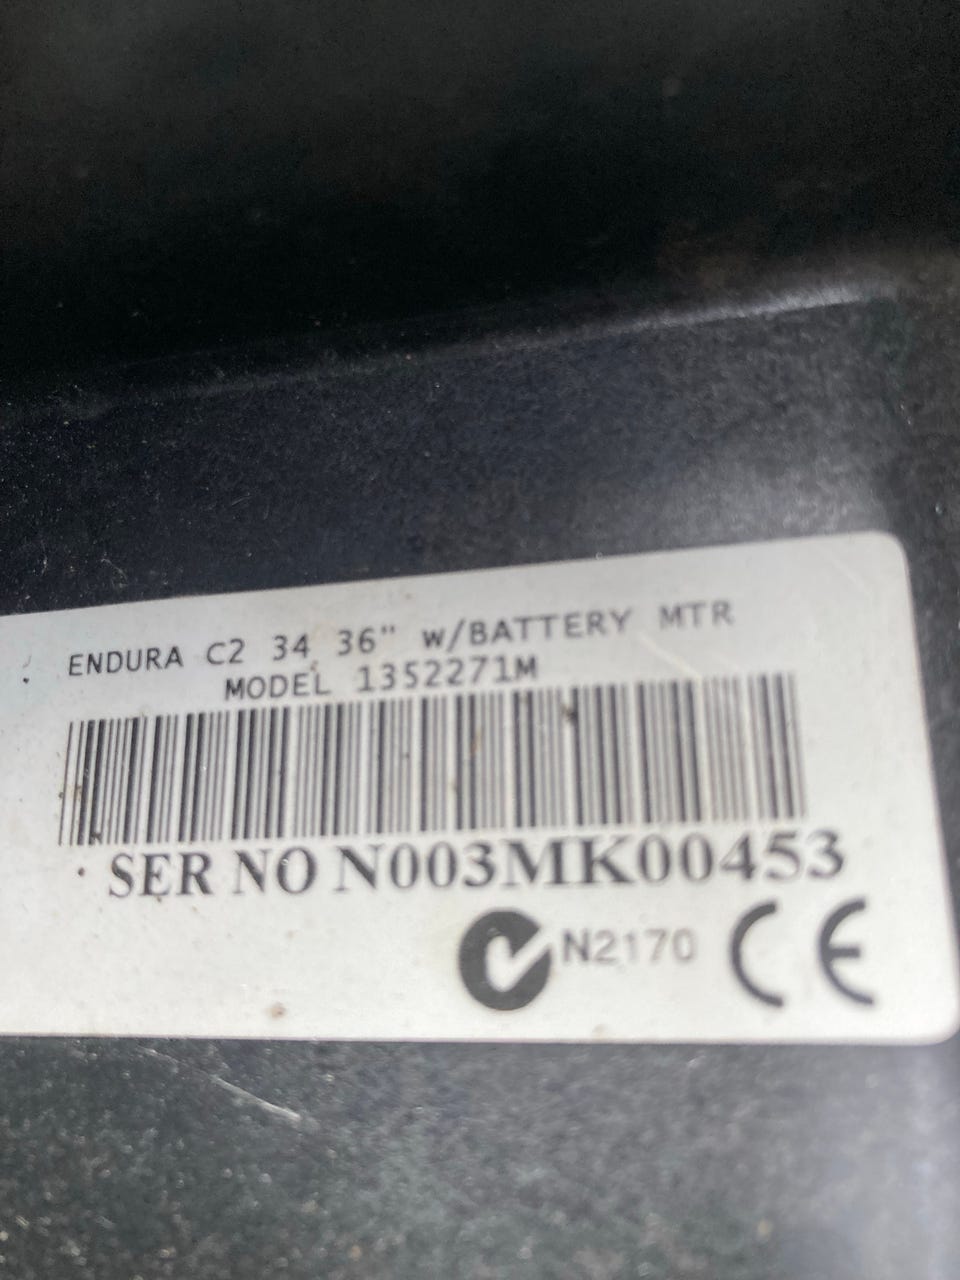 ENDURA C2 34 36" W/BATTERY MTR
MODEL 1352271M
SER NO N003MK00453
N2170 CE